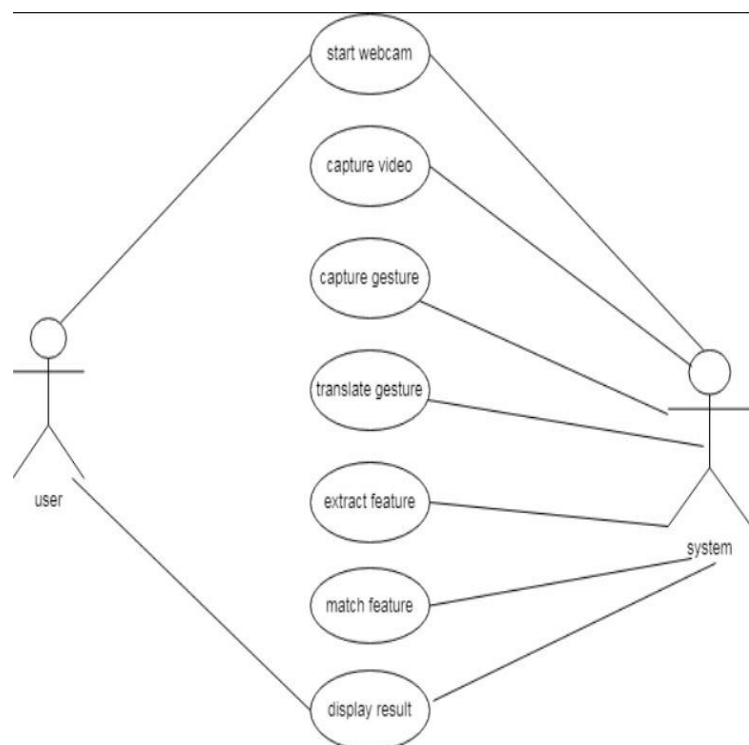 start webcam
capture video
capture gesture
translate gesture
extract feature
match feature
display result
user
system